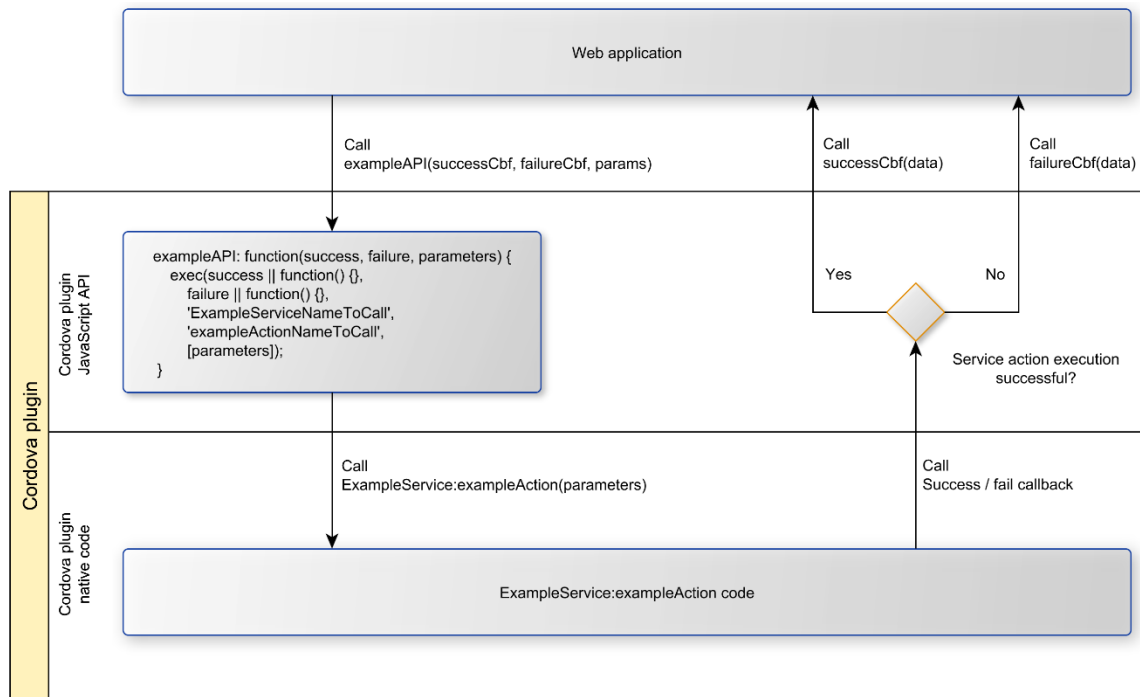 Web application
Call
exampleAPI(successCbf, failureCbf, params)
Call
successCbf(data)
Call
failureCbf(data)
Cordova plugin
Cordova plugin
JavaScript API
exampleAPI: function(success, failure, parameters) {
exec(success || function() {},
failure || function() {},
'ExampleServiceNameToCall',
'exampleActionNameToCall',
[parameters]);
}
Yes
No
Service action execution
successful?
Cordova plugin
native code
Call
ExampleService:exampleAction(parameters)
Call
Success / fail callback
ExampleService:exampleAction code